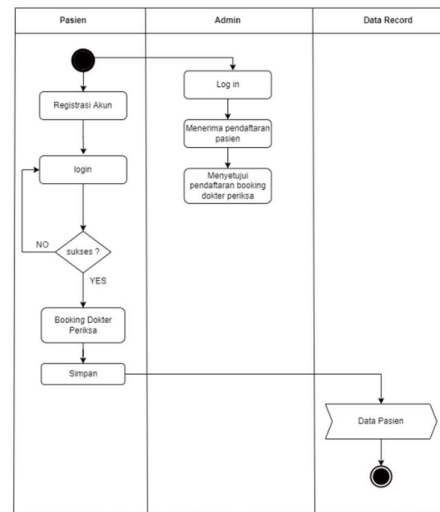 Pasien
Admin
Data Record
Registrasi Akun
login
sukses ?
NO
YES
Booking Dokter
Periksa
Simpan
Log in
Menerima pendaftaran
pasien
Menyetujui
pendaftaran booking
dokter periksa
Data Pasien